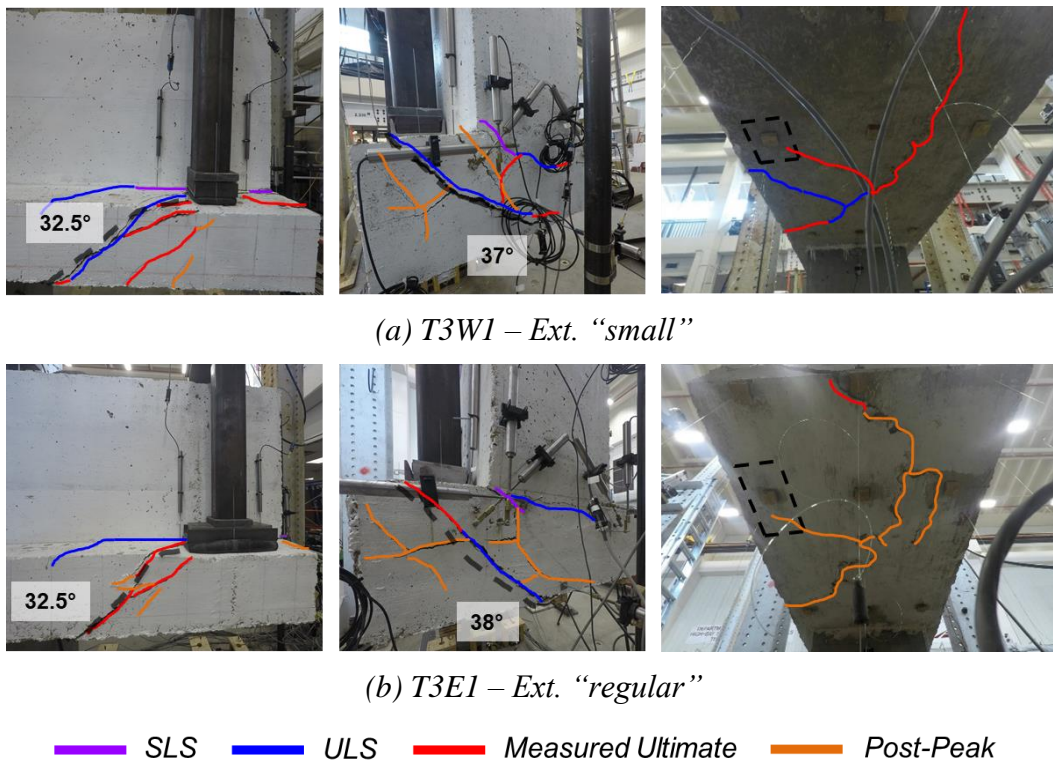 32.5°
37°
(a) T3W1 – Ext. “small”
32.5°
38°
(b) T3E1 – Ext. “regular”
SLS ULS Measured Ultimate Post-Peak